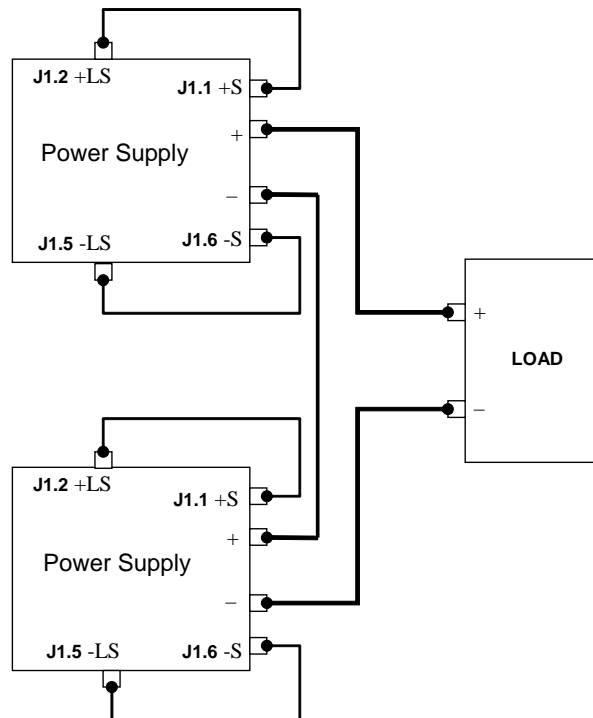 J1.2 +LS
J1.1 +S
+
Power Supply
−
J1.5 -LS
J1.6 -S
+
LOAD
−
J1.2 +LS
J1.1 +S
+
Power Supply
−
J1.5 -LS
J1.6 -S